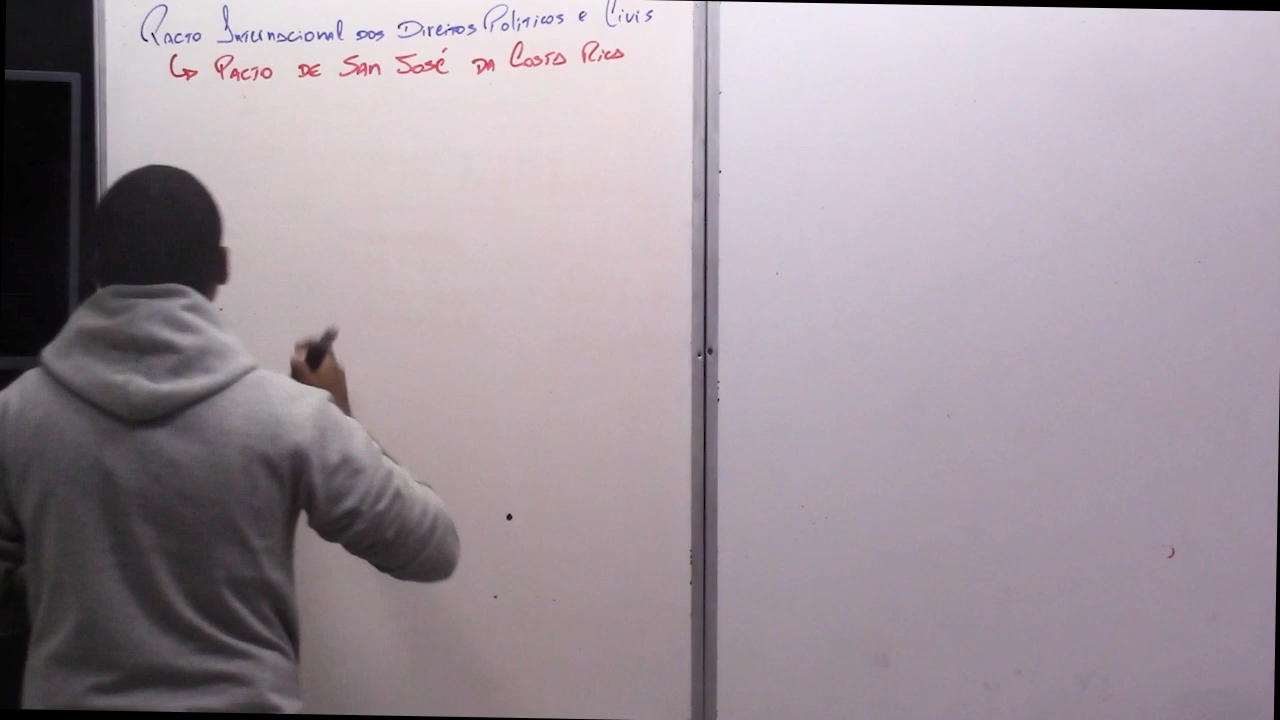 Pacto Internacional dos Direitos Políticos e Civis
↳ Pacto de San José da Costa Rica